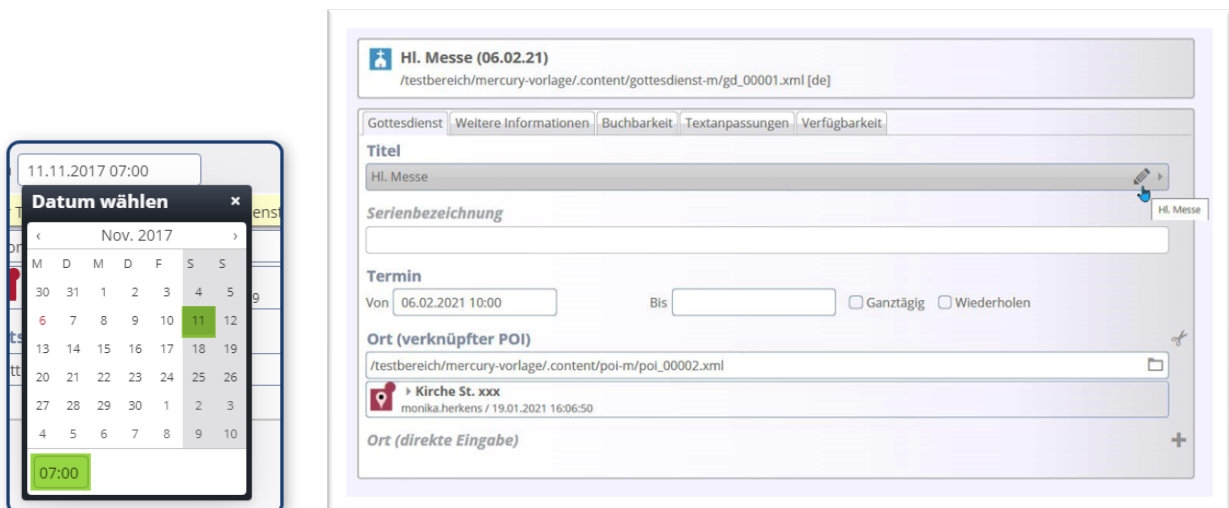 11.11.2017 07:00
Datum wählen ×
‹ Nov. 2017 ›
M D M D F S S
30 31 1 2 3 4 5
6 7 8 9 10 11 12
13 14 15 16 17 18 19
20 21 22 23 24 25 26
27 28 29 30 1 2 3
4 5 6 7 8 9 10
07:00
Hl. Messe (06.02.21)
/testbereich/mercury-vorlage/.content/gottesdienst-m/gd_00001.xml [de]
Gottesdienst Weitere Informationen Buchbarkeit Textanpassungen Verfügbarkeit
Titel
Hl. Messe
Hl. Messe
Serienbezeichnung
Termin
Von 06.02.2021 10:00 Bis Ganztägig Wiederholen
Ort (verknüpfter POI)
/testbereich/mercury-vorlage/.content/poi-m/poi_00002.xml
Kirche St. xxx
monika.herkens / 19.01.2021 16:06:50
Ort (direkte Eingabe)